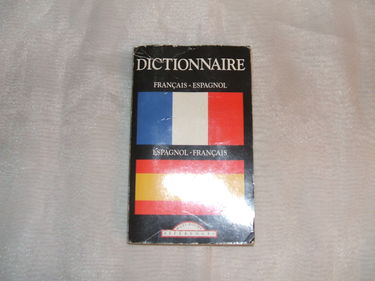 DICTIONNAIRE
FRANÇAIS - ESPAGNOL
ESPAGNOL - FRANÇAIS